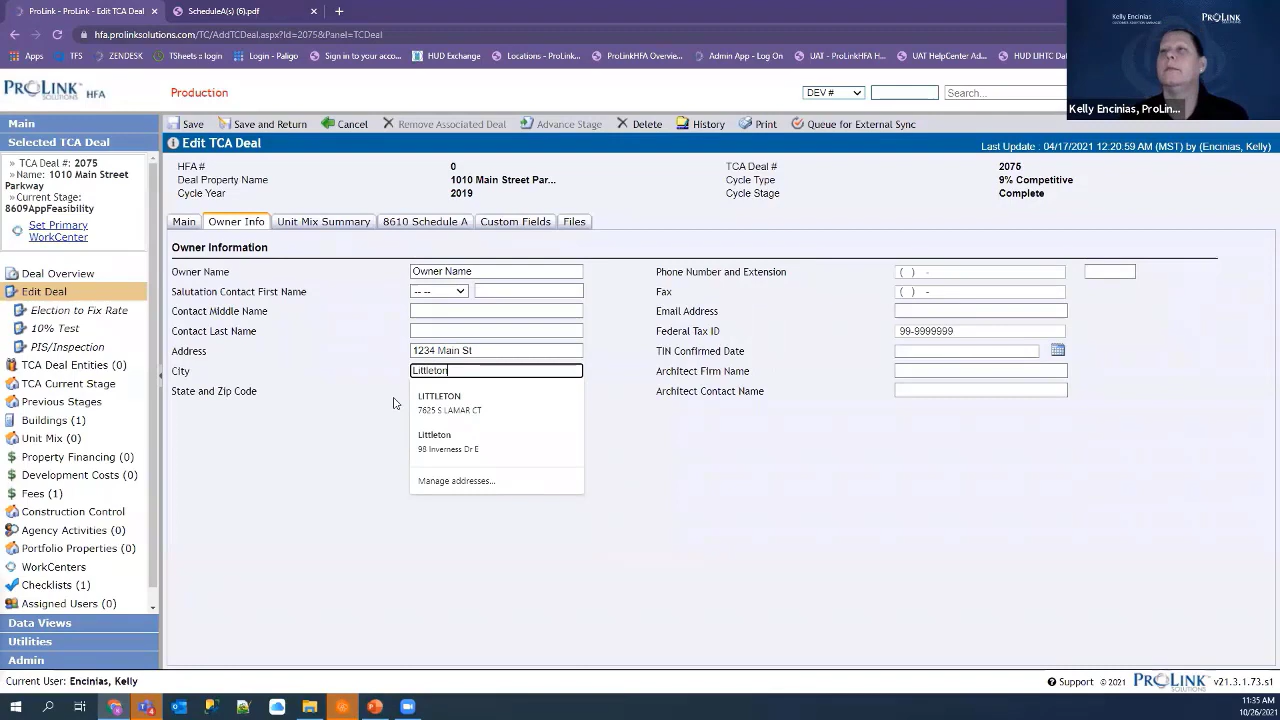 ProLink - ProLink - Edit TCA Deal
ScheduleA(s) (6).pdf
hfa.prolinksolutions.com/TC/AddTCDeal.aspx?Id=2075&Panel=TCDeal
Apps TFS ZENDESK TSheets : Login - Paligo Sign in to your acco... HUD Exchange Locations - ProLink... ProLinkHFA Overvie... Admin App - Log On UAT - ProLinkHFA H... UAT HelpCenter Ad... HUD LIHTC Dat
Kelly Encinias
PROLINK
Kelly Encinias, ProLin...
PROLINK HFA
SOLUTIONS
Production
DEV #
Search...
Main
Selected TCA Deal
Save Save and Return Cancel Remove Associated Deal Advance Stage Delete History Print Queue for External Sync
Edit TCA Deal
Last Update : 04/17/2021 12:20:59 AM (MST) by (Encinias, Kelly)
» TCA Deal #: 2075
» Name: 1010 Main Street Parkway
» Current Stage: 8609AppFeasibility
Set Primary WorkCenter
HFA # 0 TCA Deal # 2075
Deal Property Name 1010 Main Street Par... Cycle Type 9% Competitive
Cycle Year 2019 Cycle Stage Complete
Main Owner Info Unit Mix Summary 8610 Schedule A Custom Fields Files
Owner Information
Owner Name Owner Name Phone Number and Extension ( ) -
Salutation Contact First Name -- -- Fax ( ) -
Contact Middle Name Email Address
Contact Last Name Federal Tax ID 99-9999999
Address 1234 Main St TIN Confirmed Date
City Littleton Architect Firm Name
State and Zip Code Architect Contact Name
LITTLETON
7625 S LAMAR CT
Littleton
98 Inverness Dr E
Manage addresses...
Deal Overview
Edit Deal
Election to Fix Rate
10% Test
PIS/Inspection
TCA Deal Entities (0)
TCA Current Stage
Previous Stages
Buildings (1)
Unit Mix (0)
Property Financing (0)
Development Costs (0)
Fees (1)
Construction Control
Agency Activities (0)
Portfolio Properties (0)
WorkCenters
Checklists (1)
Assigned Users (0)
Data Views
Utilities
Admin
Current User: Encinias, Kelly
Support © 2021 PROLINK SOLUTIONS v21.3.1.73.s1
11:35 AM
10/26/2021